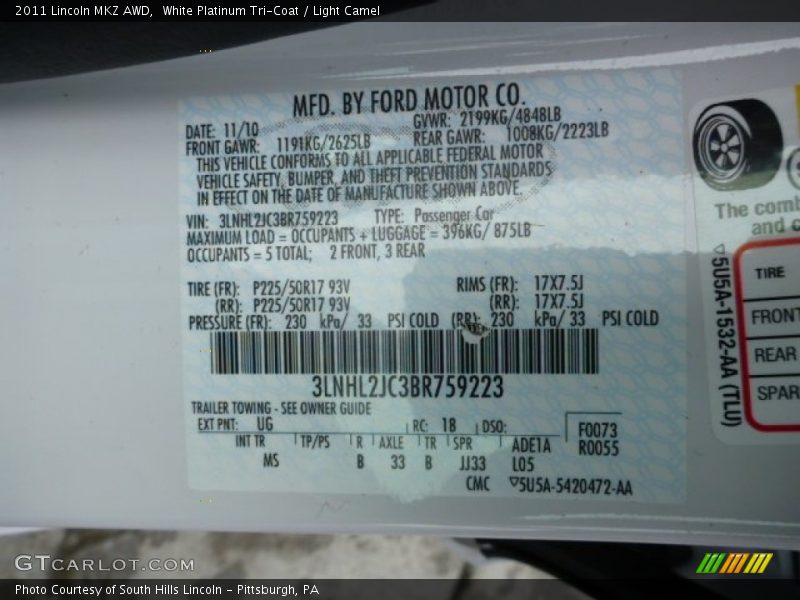 2011 Lincoln MKZ AWD,  White Platinum Tri-Coat / Light Camel
MFD. BY FORD MOTOR CO.
DATE: 11/10
GVWR: 2199KG/4848LB
FRONT GAWR: 1191KG/2625LB
REAR GAWR: 1008KG/2223LB
THIS VEHICLE CONFORMS TO ALL APPLICABLE FEDERAL MOTOR
VEHICLE SAFETY, BUMPER, AND THEFT PREVENTION STANDARDS
IN EFFECT ON THE DATE OF MANUFACTURE SHOWN ABOVE.
VIN: 3LNHL2JC3BR759223 TYPE: Passenger Car
MAXIMUM LOAD = OCCUPANTS + LUGGAGE = 396KG/ 875LB
OCCUPANTS = 5 TOTAL; 2 FRONT, 3 REAR
TIRE (FR): P225/50R17 93V RIMS (FR): 17X7.5J
(RR): P225/50R17 93V (RR): 17X7.5J
PRESSURE (FR): 230 kPa/ 33 PSI COLD (RR): 230 kPa/ 33 PSI COLD
3LNHL2JC3BR759223
TRAILER TOWING - SEE OWNER GUIDE
EXT PNT: UG RC: 18 DSO: F0073
R0055
INT TR TP/PS R AXLE TR SPR ADE1A
MS B 33 B JJ33 L05
CMC ▽5U5A-5420472-AA
The comb
and c
▽5U5A-1532-AA (TLU)
TIRE
FRONT
REAR
SPAR
GTCARLOT.COM
Photo Courtesy of South Hills Lincoln - Pittsburgh, PA